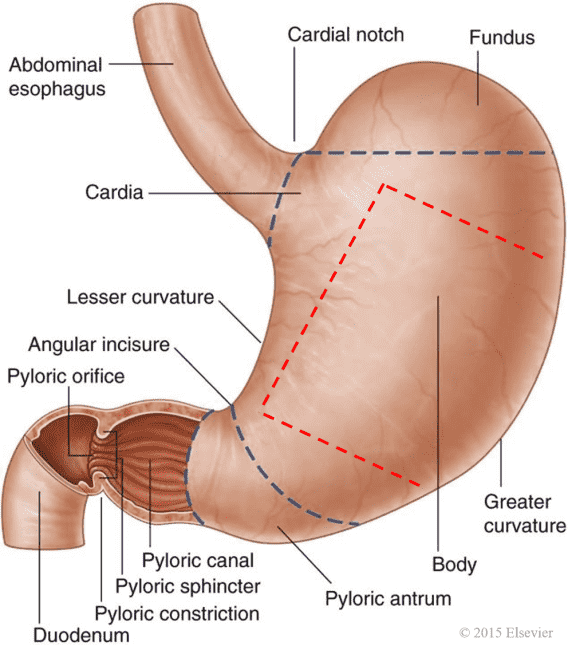 Cardial notch
Fundus
Abdominal
esophagus
Cardia
Lesser curvature
Angular incisure
Pyloric orifice
Greater
curvature
Pyloric canal
Body
Pyloric sphincter
Pyloric antrum
Pyloric constriction
Duodenum
© 2015 Elsevier